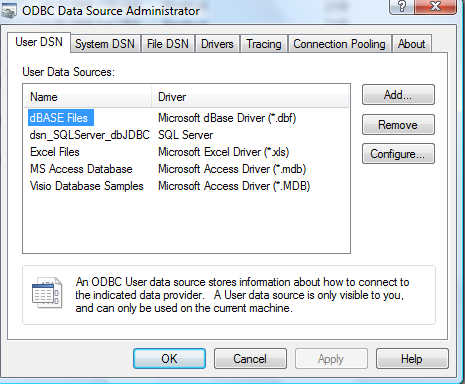 ODBC Data Source Administrator
User DSN System DSN File DSN Drivers Tracing Connection Pooling About
User Data Sources:
Name Driver Add...
dBASE Files Microsoft dBase Driver (*.dbf)
dsn_SQLServer_dbJDBC SQL Server Remove
Excel Files Microsoft Excel Driver (*.xls)
MS Access Database Microsoft Access Driver (*.mdb) Configure...
Visio Database Samples Microsoft Access Driver (*.MDB)
An ODBC User data source stores information about how to connect to
the indicated data provider. A User data source is only visible to you,
and can only be used on the current machine.
OK Cancel Apply Help